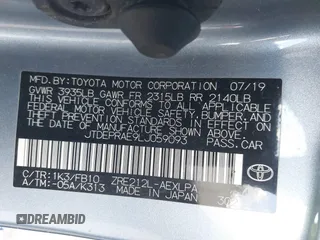 MFD. BY: TOYOTA MOTOR CORPORATION 07/19
GVWR 3935LB GAWR FR 2315LB RR 2140LB
THIS VEHICLE CONFORMS TO ALL APPLICABLE
FEDERAL MOTOR VEHICLE SAFETY, BUMPER, AND
THEFT PREVENTION STANDARDS IN EFFECT ON
THE DATE OF MANUFACTURE SHOWN ABOVE.
JTDEPRAE9LJ059093 PASS.CAR
C/TR: 1K3/FB10 ZRE212L-AEXLPA
A/TM: -05A/K313 MADE IN JAPAN
TOYOTA
DREAMBID